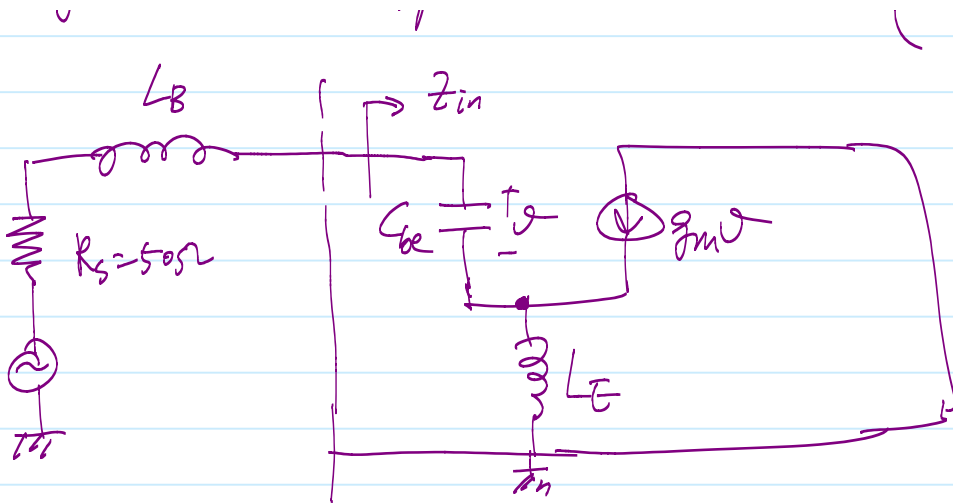 L_B
Z_in
C_be
+
v
-
g_m v
R_S=50Ω
L_E